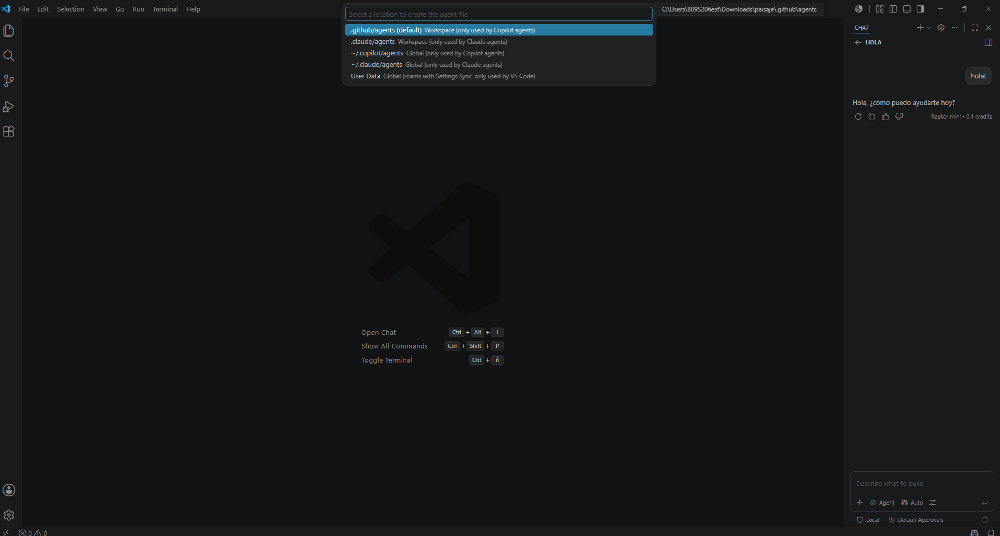 File Edit Selection View Go Run Terminal Help
Select a location to create the agent file
C:\Users\B09S206est\Downloads\paisaje\.github\agents
.github/agents (default) Workspace (only used by Copilot agents)
.claude/agents Workspace (only used by Claude agents)
~/.copilot/agents Global (only used by Copilot agents)
~/.claude/agents Global (only used by Claude agents)
User Data Global (roams with Settings Sync, only used by VS Code)
CHAT
HOLA
hola!
Hola, ¿cómo puedo ayudarte hoy?
Raptor mini • 0.1 credits
Open Chat Ctrl + Alt + I
Show All Commands Ctrl + Shift + P
Toggle Terminal Ctrl + ñ
Describe what to build
Agent Auto
Local Default Approvals
0 0